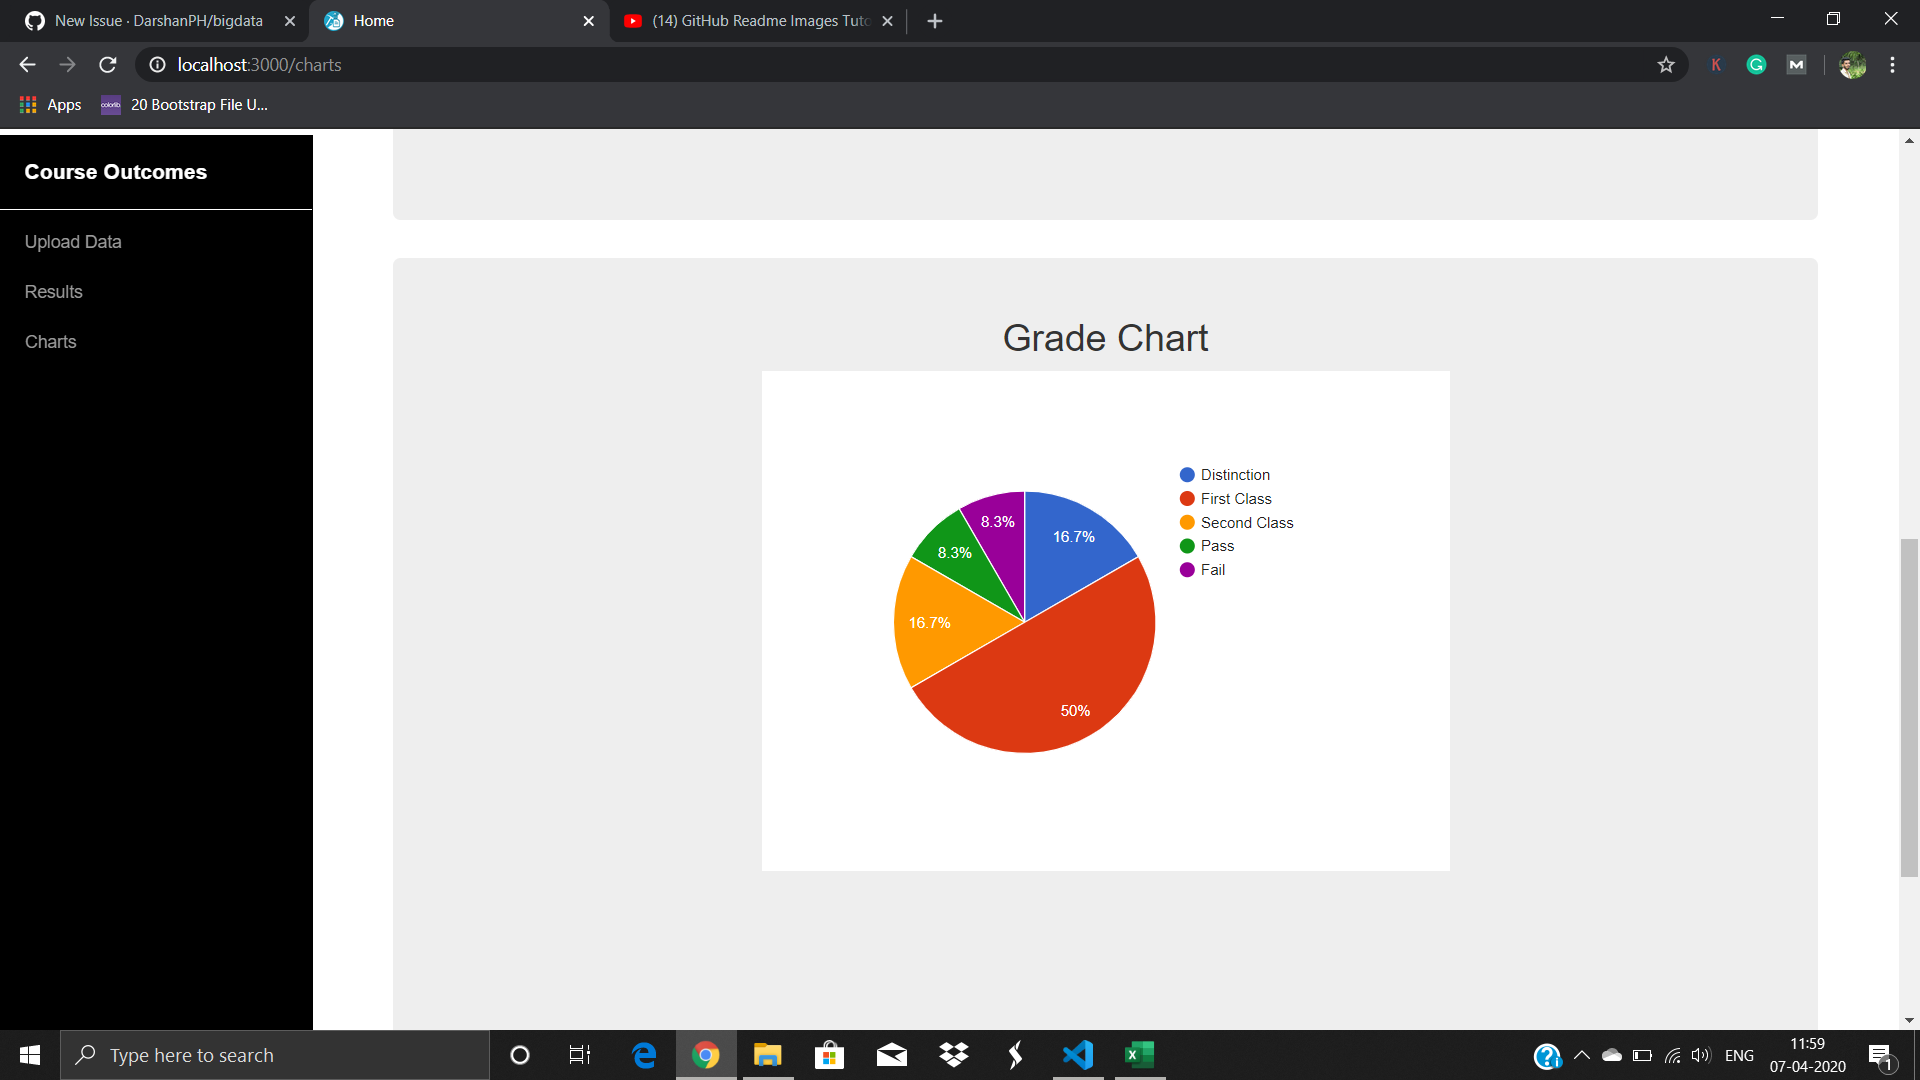 New Issue · DarshanPH/bigdata
Home
(14) GitHub Readme Images Tuto
localhost:3000/charts
K
G
M
Apps
colorlib
20 Bootstrap File U...
Course Outcomes
Upload Data
Results
Charts
Grade Chart
Distinction
First Class
Second Class
Pass
Fail
8.3%
16.7%
8.3%
16.7%
50%
Type here to search
ENG
11:59
07-04-2020
1